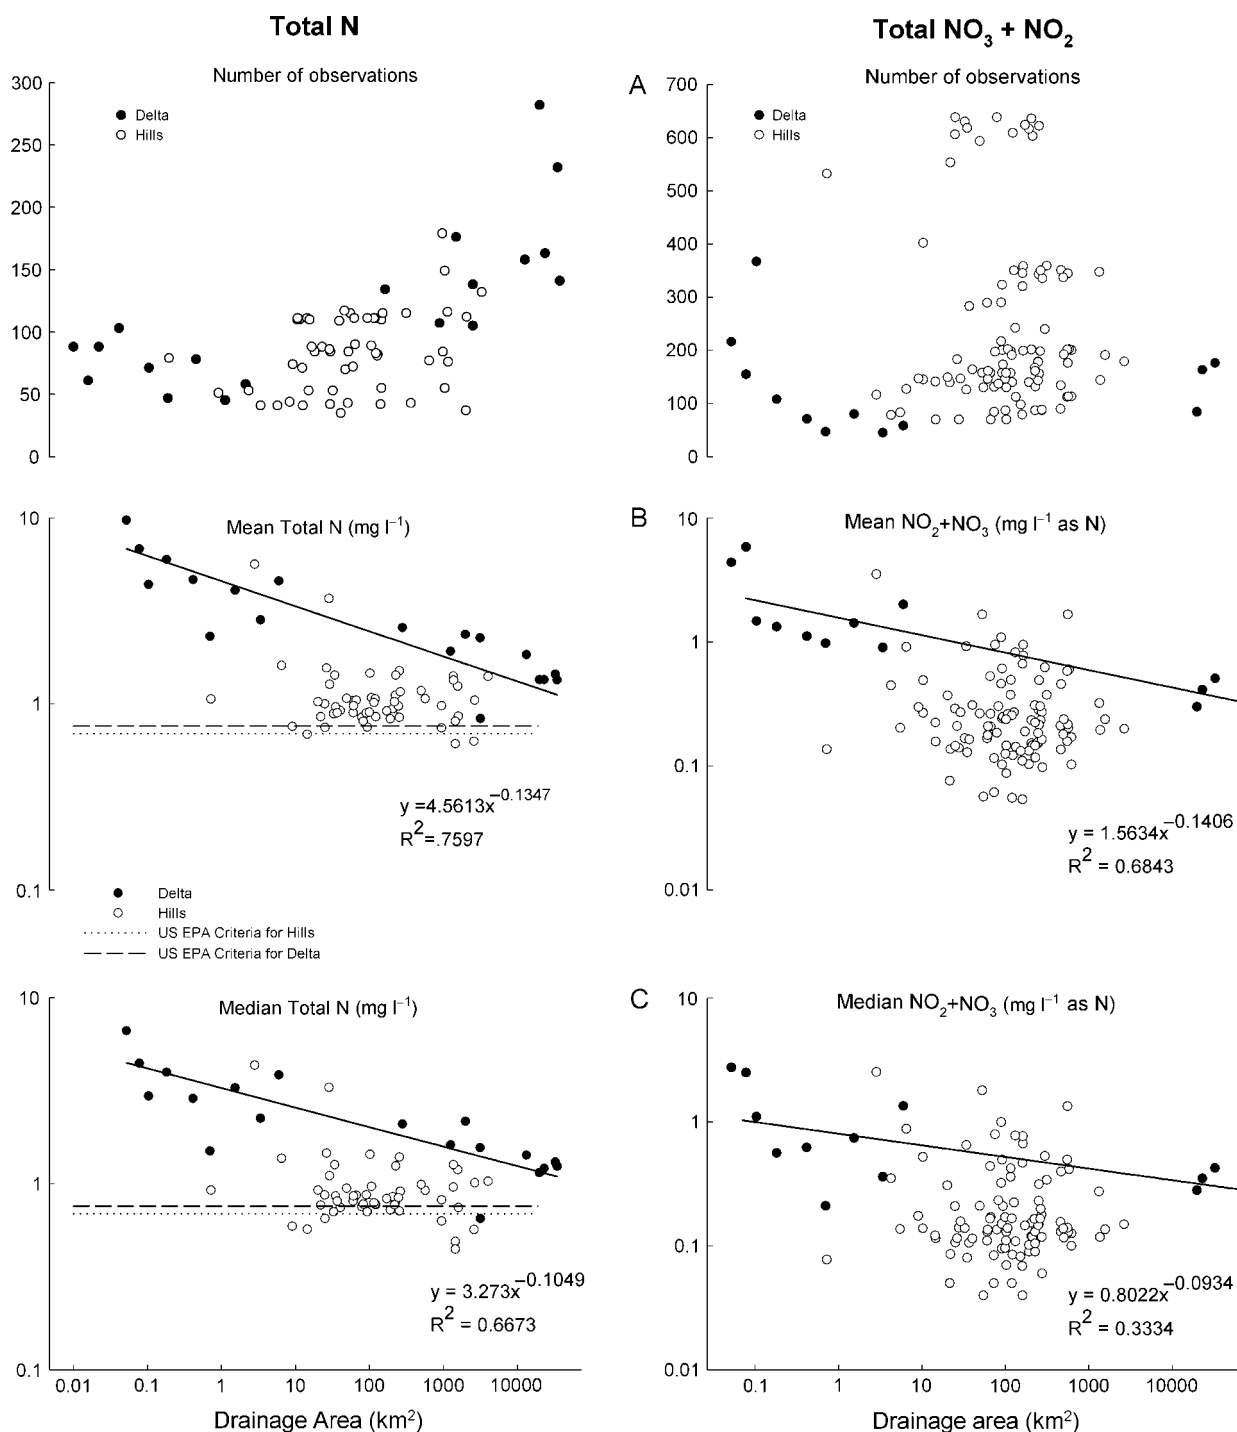 Total N
Total NO₃ + NO₂
Number of observations
A
Number of observations
300
250
200
150
100
50
0
Delta
Hills
700
600
500
400
300
200
100
0
Delta
Hills
Mean Total N (mg l⁻¹)
B
Mean NO₂+NO₃ (mg l⁻¹ as N)
10
1
0.1
y =4.5613x^−0.1347
R²=.7597
10
1
0.1
0.01
y = 1.5634x^−0.1406
R² = 0.6843
Delta
Hills
US EPA Criteria for Hills
US EPA Criteria for Delta
Median Total N (mg l⁻¹)
C
Median NO₂+NO₃ (mg l⁻¹ as N)
10
1
0.1
y = 3.273x^−0.1049
R² = 0.6673
0.01 0.1 1 10 100 1000 10000
Drainage Area (km²)
10
1
0.1
0.01
y = 0.8022x^−0.0934
R² = 0.3334
0.1 1 10 100 1000 10000
Drainage area (km²)